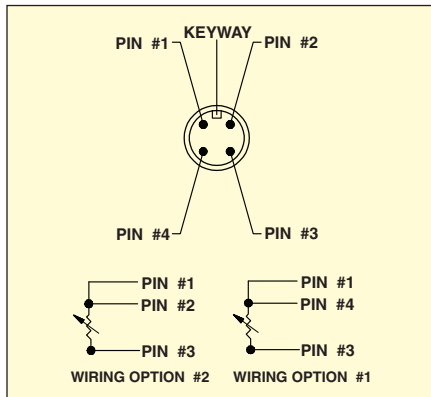 KEYWAY
PIN #1
PIN #2
PIN #4
PIN #3
PIN #1
PIN #2
PIN #3
WIRING OPTION #2
PIN #1
PIN #4
PIN #3
WIRING OPTION #1